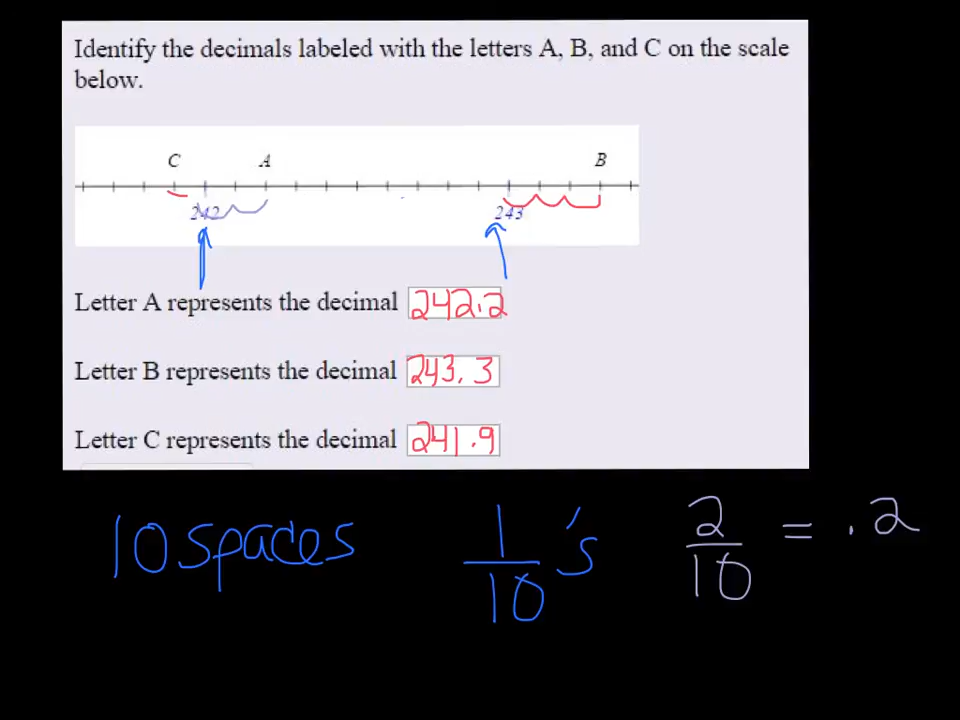 Identify the decimals labeled with the letters A, B, and C on the scale
below.
C A B
242 243
Letter A represents the decimal 242.2
Letter B represents the decimal 243.3
Letter C represents the decimal 241.9
10 spaces 1/10's 2/10 = .2